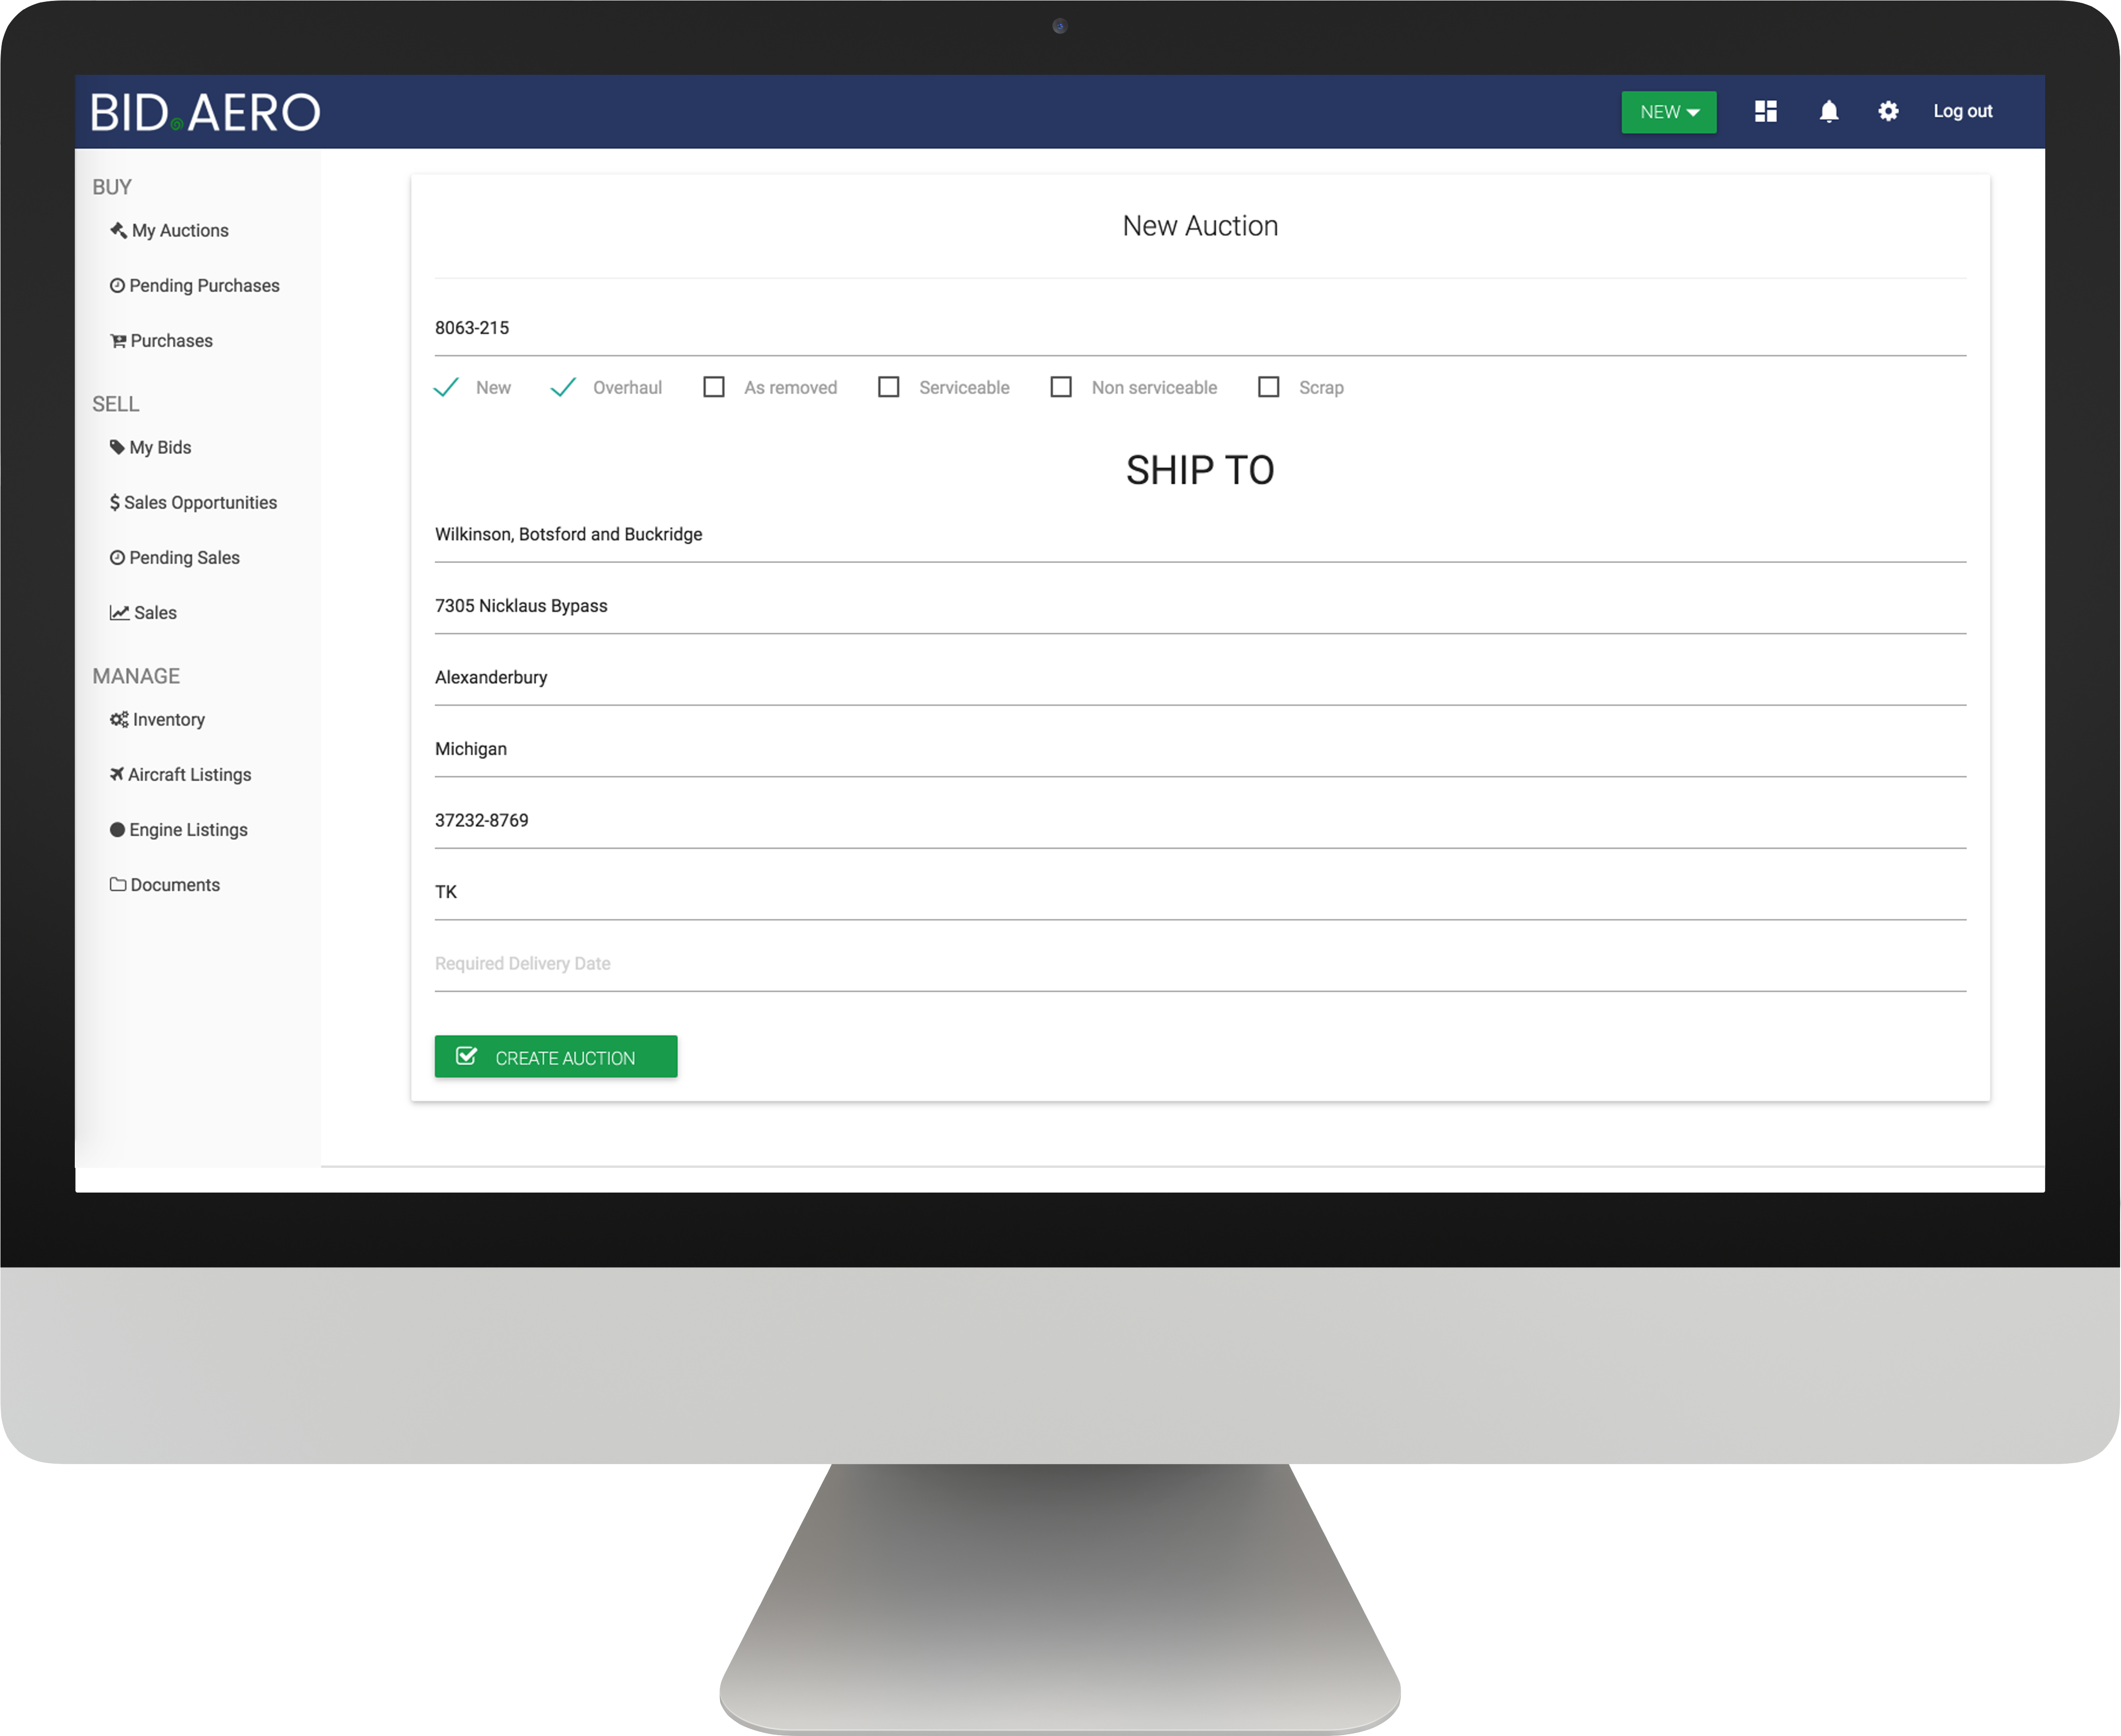 BID.AERO
NEW
Log out
BUY
My Auctions
Pending Purchases
Purchases
SELL
My Bids
$ Sales Opportunities
Pending Sales
Sales
MANAGE
Inventory
Aircraft Listings
Engine Listings
Documents
New Auction
8063-215
New Overhaul As removed Serviceable Non serviceable Scrap
SHIP TO
Wilkinson, Botsford and Buckridge
7305 Nicklaus Bypass
Alexanderbury
Michigan
37232-8769
TK
Required Delivery Date
CREATE AUCTION